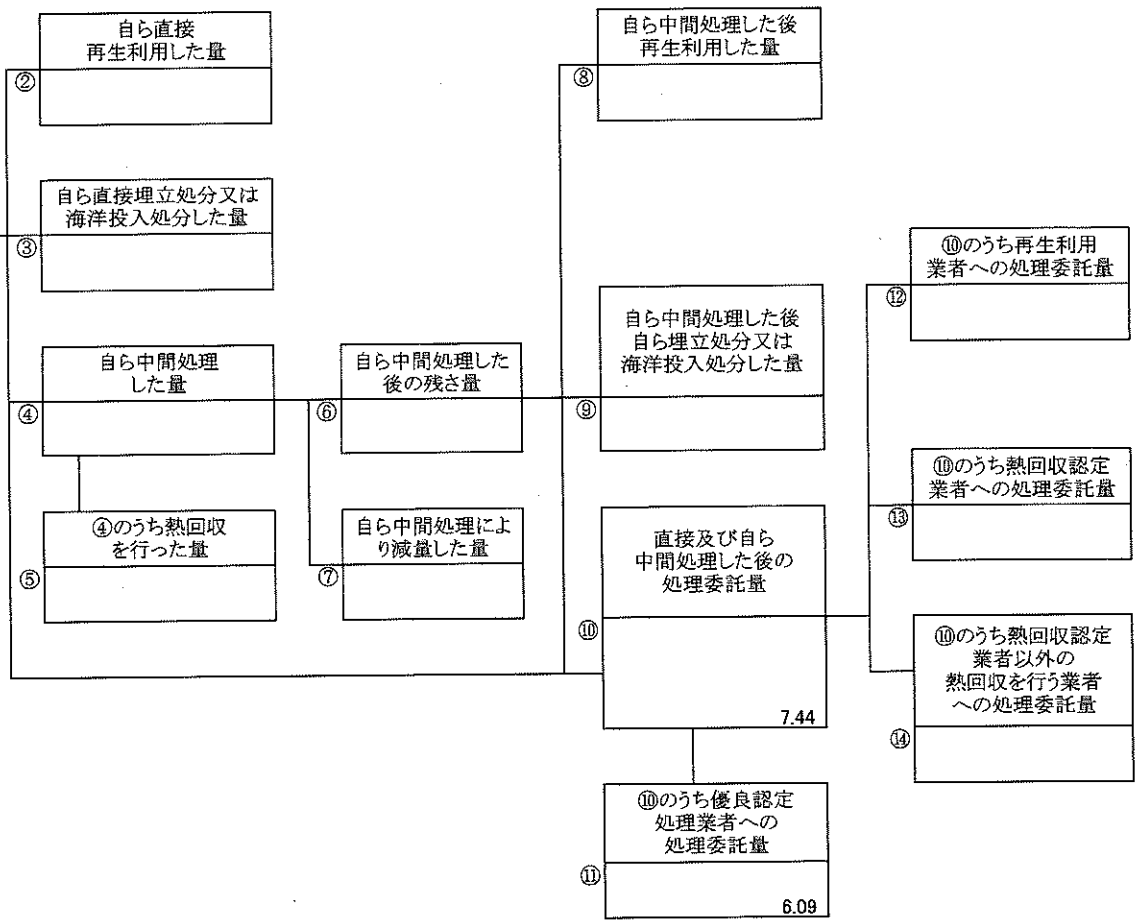 自ら直接
再生利用した量
②
自ら直接埋立処分又は
海洋投入処分した量
③
自ら中間処理
した量
④
④のうち熱回収
を行った量
⑤
自ら中間処理した
後の残さ量
⑥
自ら中間処理によ
り減量した量
⑦
自ら中間処理した後
再生利用した量
⑧
自ら中間処理した後
自ら埋立処分又は
海洋投入処分した量
⑨
直接及び自ら
中間処理した後の
処理委託量
⑩
7.44
⑩のうち優良認定
処理業者への
処理委託量
⑪
6.09
⑩のうち再生利用
業者への処理委託量
⑫
⑩のうち熱回収認定
業者への処理委託量
⑬
⑩のうち熱回収認定
業者以外の
熱回収を行う業者
への処理委託量
⑭